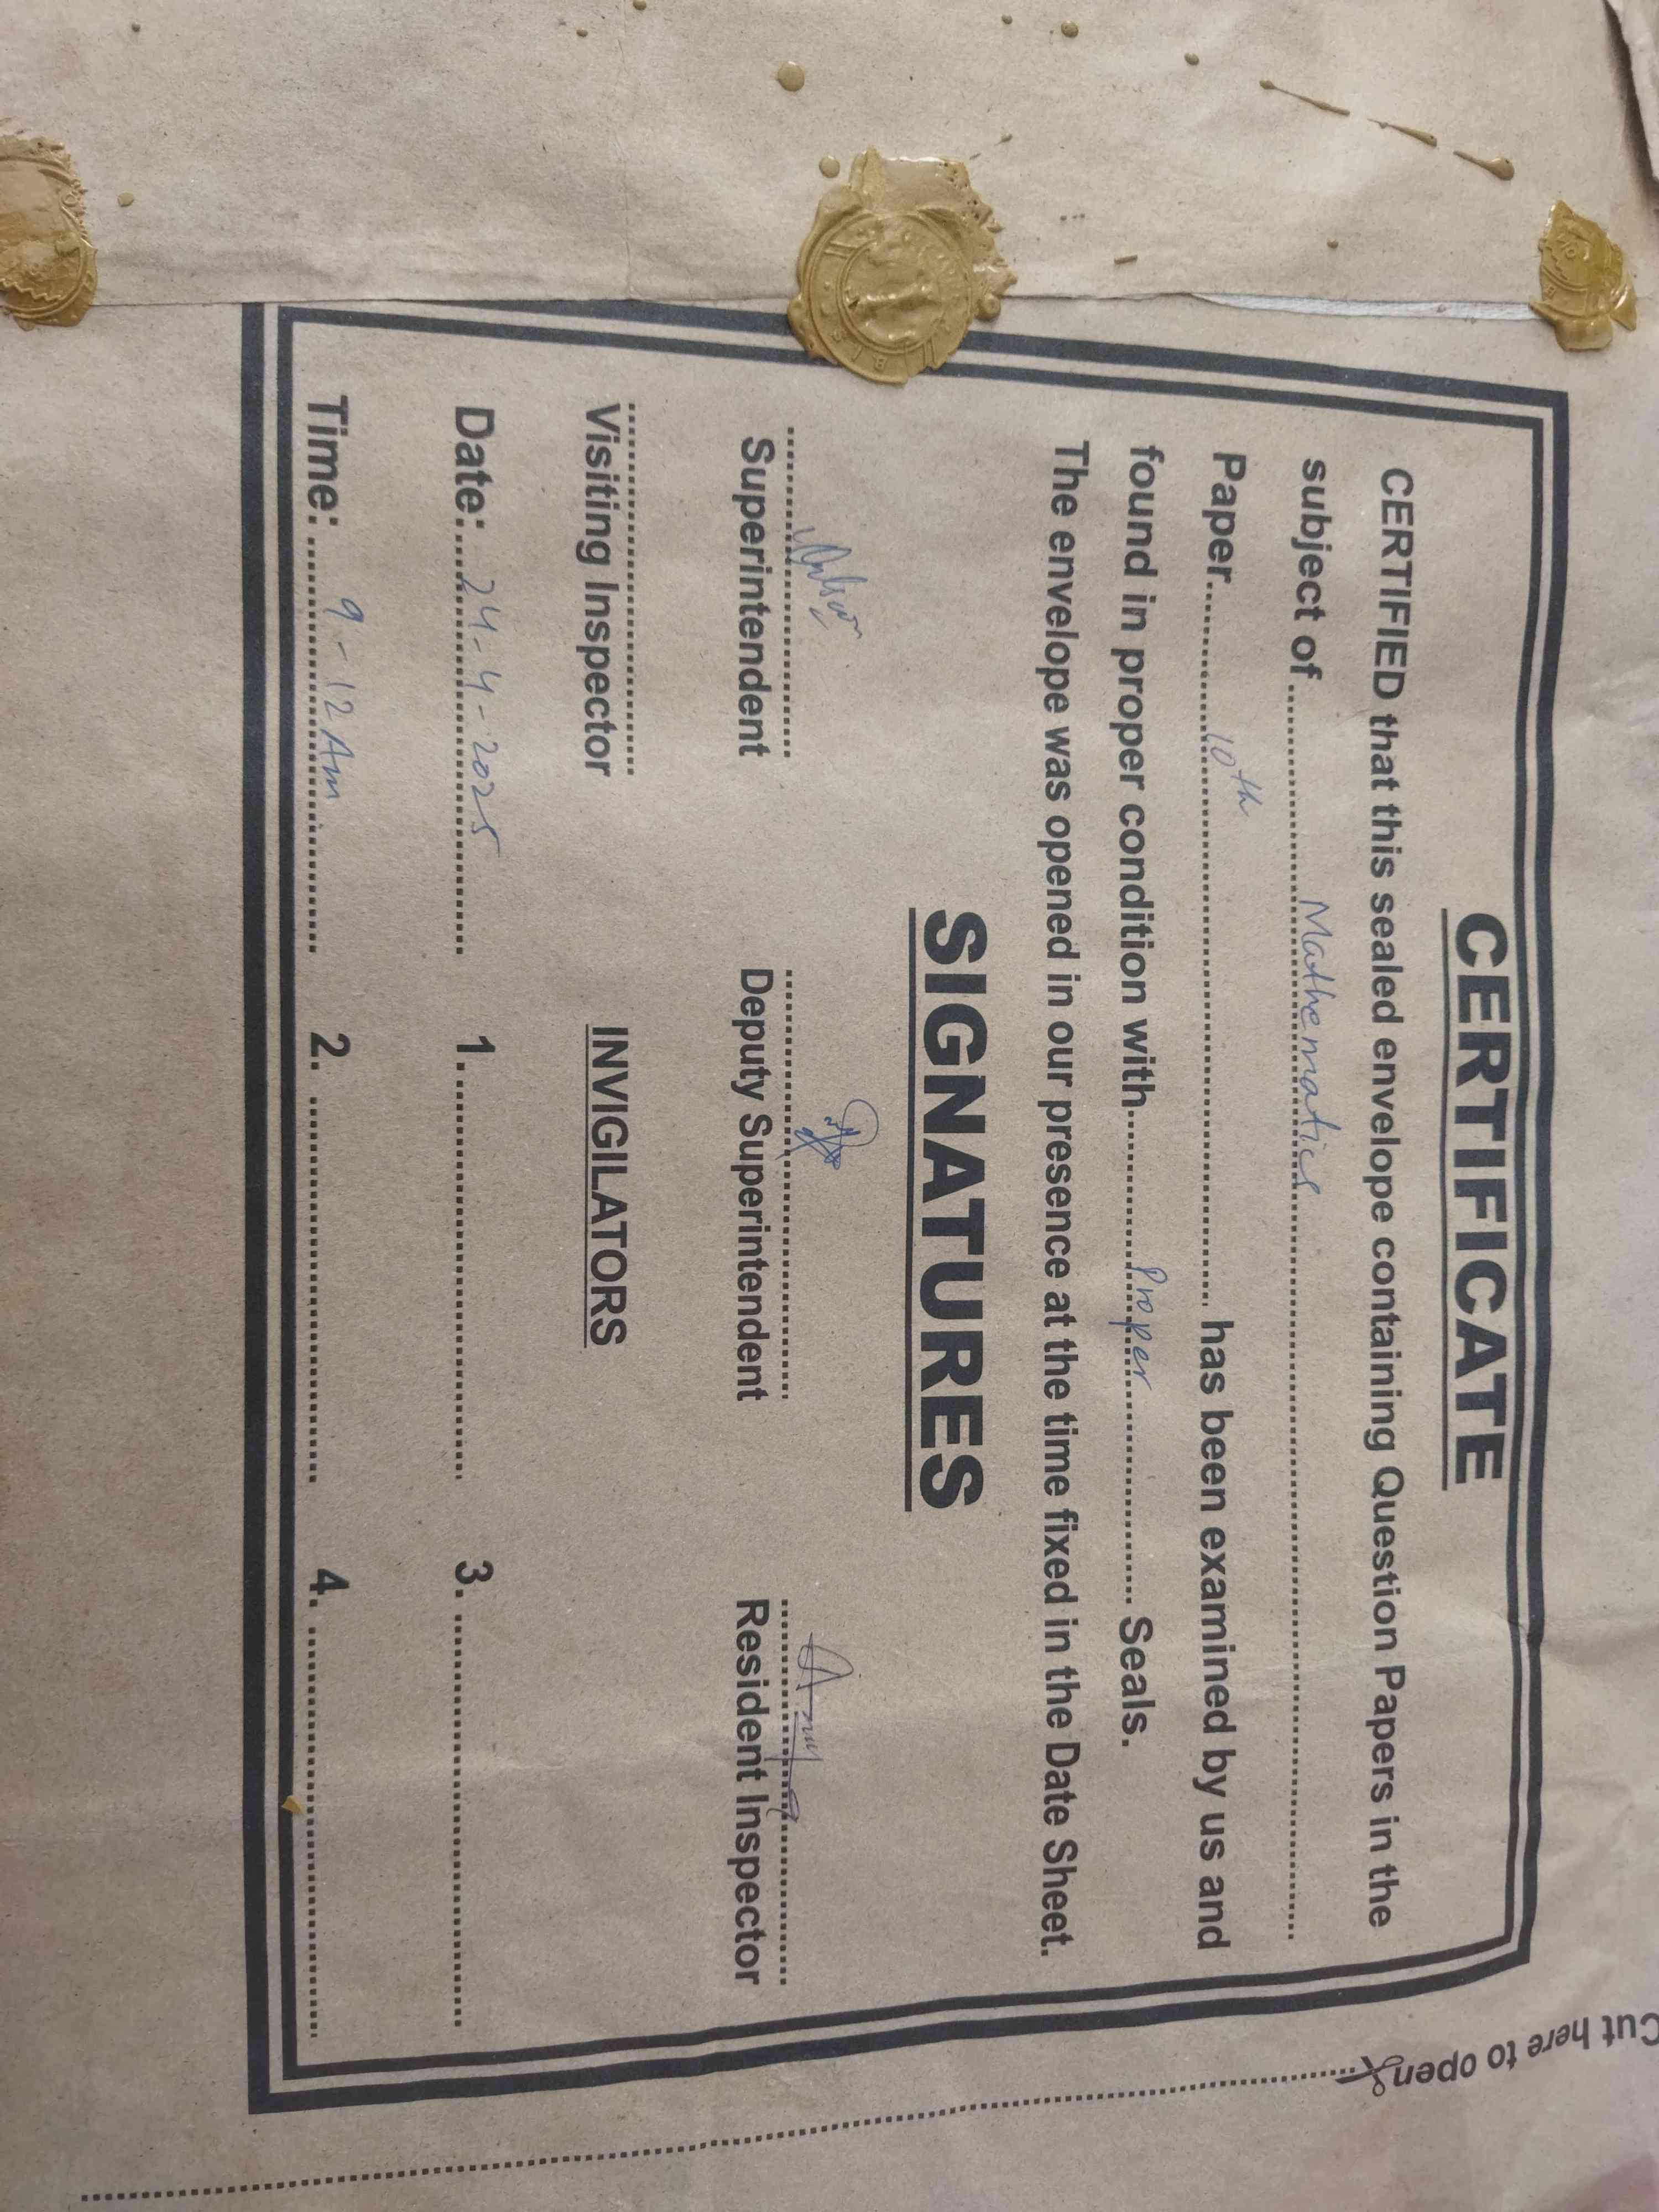 CERTIFICATE
CERTIFIED that this sealed envelope containing Question Papers in the
subject of.......... Mathematics ..........
Paper.......... 10th .......... has been examined by us and
found in proper condition with.......... Proper .......... Seals.
The envelope was opened in our presence at the time fixed in the Date Sheet.
SIGNATURES
Superintendent Deputy Superintendent Resident Inspector
Visiting Inspector INVIGILATORS
Date: 24-4-2025 1. .......... 3. ..........
Time: 9-12 Am 2. .......... 4. ..........
Cut here to open